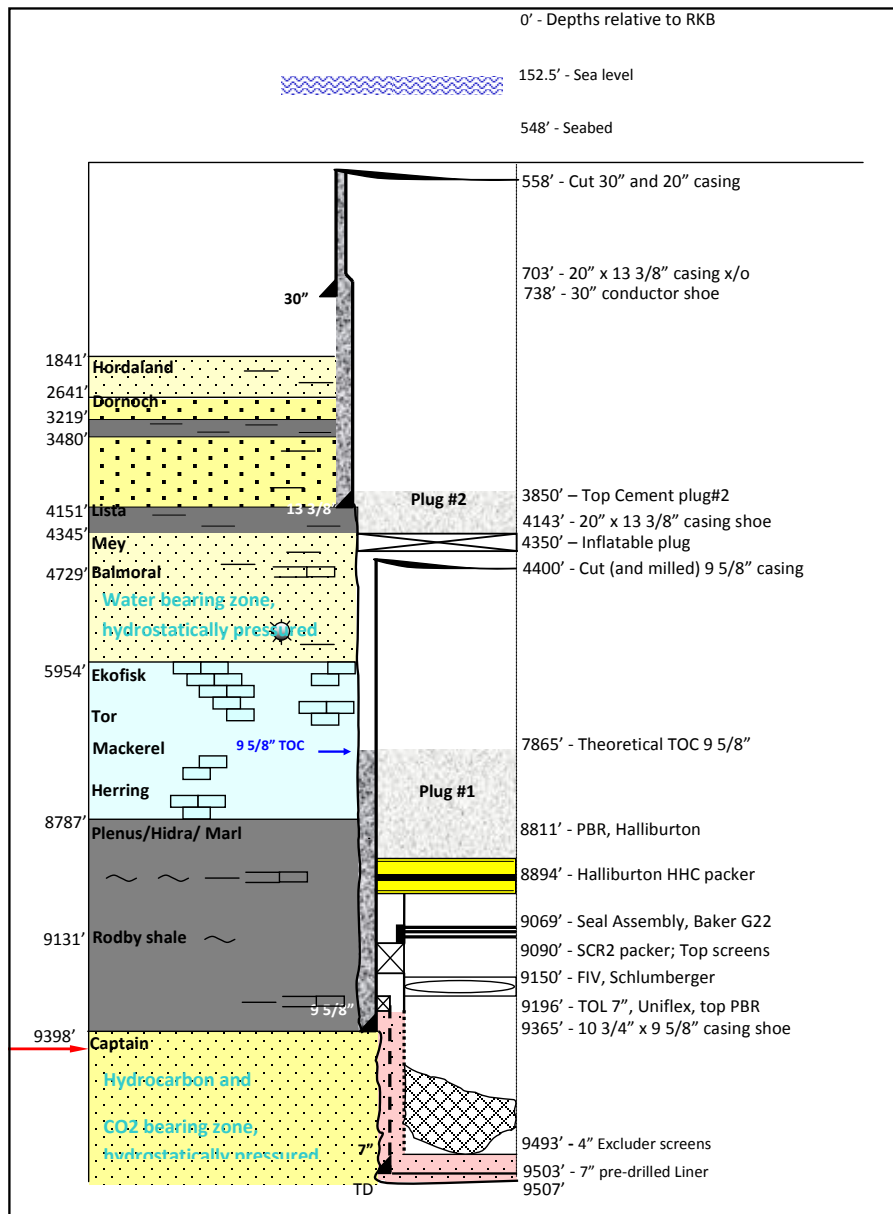 0' - Depths relative to RKB
152.5' - Sea level
548' - Seabed
558' - Cut 30” and 20” casing
703' - 20” x 13 3/8” casing x/o
738' - 30” conductor shoe
30”
1841'
Hordaland
2641'
Dornoch
3219'
3480'
Plug #2
3850' – Top Cement plug#2
4151'
Lista
13 3/8”
4143' - 20” x 13 3/8” casing shoe
4345'
Mey
4350' – Inflatable plug
4729'
Balmoral
4400' - Cut (and milled) 9 5/8” casing
Water bearing zone,
hydrostatically pressured
5954'
Ekofisk
Tor
Mackerel
9 5/8” TOC
7865' - Theoretical TOC 9 5/8”
Herring
Plug #1
8787'
Plenus/Hidra/ Marl
8811' - PBR, Halliburton
8894' - Halliburton HHC packer
9069' - Seal Assembly, Baker G22
9131'
Rodby shale
9090' - SCR2 packer; Top screens
9150' - FIV, Schlumberger
9196' - TOL 7”, Uniflex, top PBR
9 5/8”
9365' - 10 3/4” x 9 5/8” casing shoe
9398'
Captain
Hydrocarbon and
CO2 bearing zone,
hydrostatically pressured
7”
9493' - 4” Excluder screens
9503' - 7” pre-drilled Liner
TD
9507'